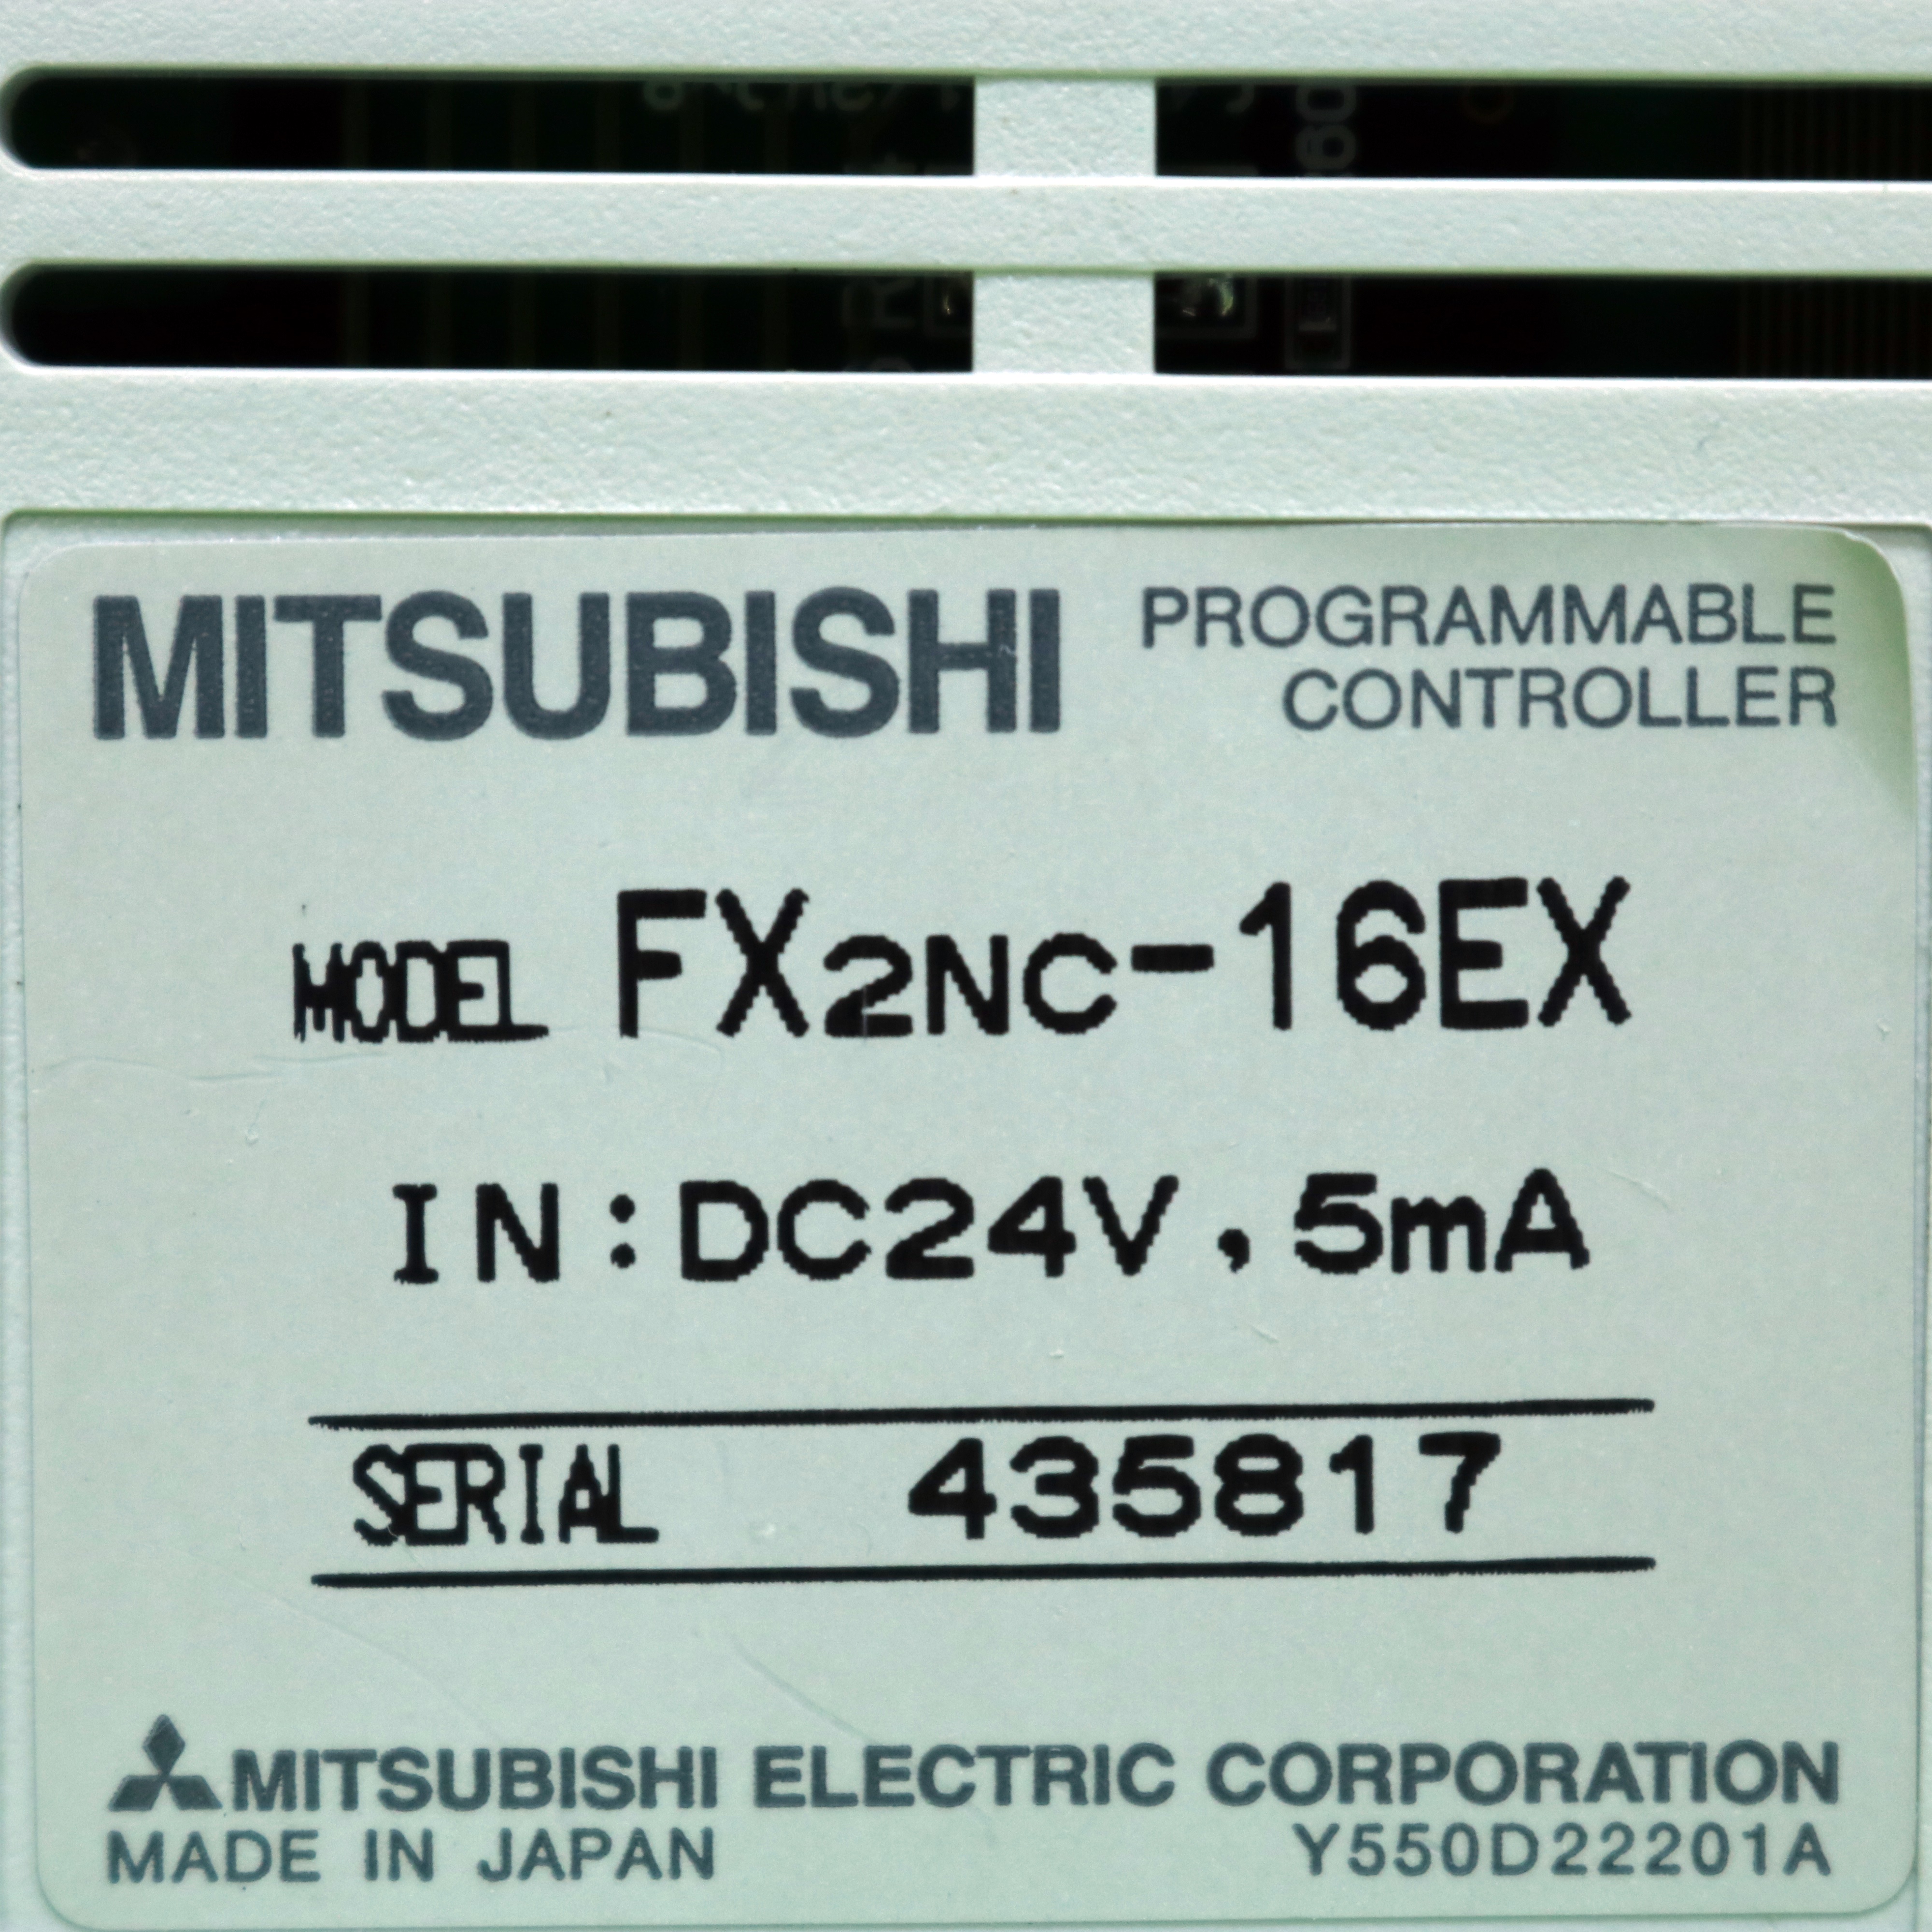 MITSUBISHI PROGRAMMABLE
CONTROLLER
MODEL FX2NC-16EX
IN:DC24V, 5mA
SERIAL 435817
MITSUBISHI ELECTRIC CORPORATION
MADE IN JAPAN Y550D22201A